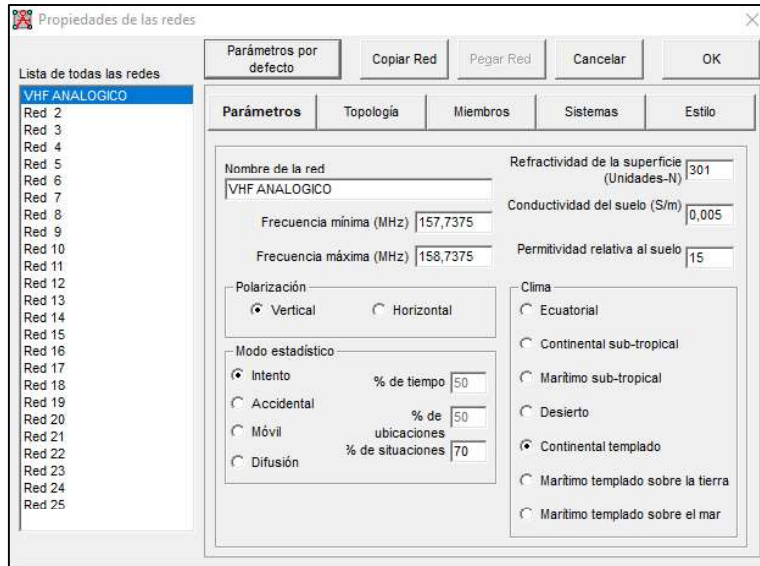 Propiedades de las redes
Parámetros por
defecto
Copiar Red
Pegar Red
Cancelar
OK
Lista de todas las redes
VHF ANALOGICO
Red 2
Red 3
Red 4
Red 5
Red 6
Red 7
Red 8
Red 9
Red 10
Red 11
Red 12
Red 13
Red 14
Red 15
Red 16
Red 17
Red 18
Red 19
Red 20
Red 21
Red 22
Red 23
Red 24
Red 25
Parámetros
Topología
Miembros
Sistemas
Estilo
Nombre de la red
VHF ANALOGICO
Frecuencia mínima (MHz) 157,7375
Frecuencia máxima (MHz) 158,7375
Refractividad de la superficie
(Unidades-N) 301
Conductividad del suelo (S/m) 0,005
Permitividad relativa al suelo 15
Polarización
Vertical
Horizontal
Modo estadístico
Intento
Accidental
Móvil
Difusión
% de tiempo 50
% de
ubicaciones 50
% de situaciones 70
Clima
Ecuatorial
Continental sub-tropical
Marítimo sub-tropical
Desierto
Continental templado
Marítimo templado sobre la tierra
Marítimo templado sobre el mar